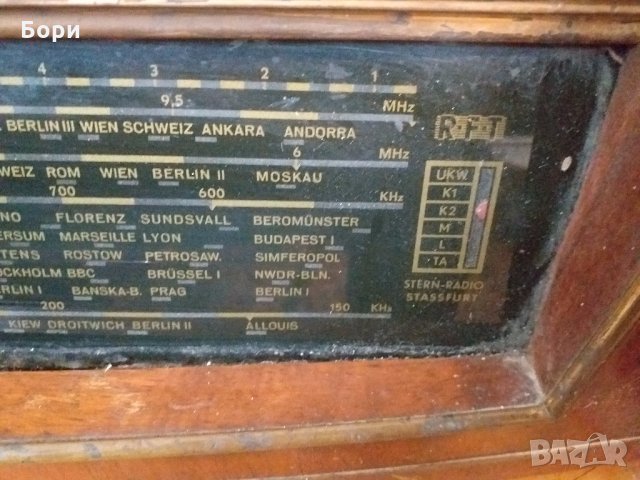 Бори
4 3 2 1
9,5 MHz
BERLIN III WIEN SCHWEIZ ANKARA ANDORRA
R·F·T
6 MHz
WEIZ ROM WIEN BERLIN II MOSKAU
700 600 KHz
NO FLORENZ SUNDSVALL BEROMÜNSTER
ERSUM MARSEILLE LYON BUDAPEST I
TENS ROSTOW PETROSAW. SIMFEROPOL
OCKHOLM BBC BRÜSSEL I NWDR-BLN.
ERLIN I BANSKA-B. PRAG BERLIN I
200 150 KHz
KIEW DROITWICH BERLIN II ALLOUIS
UKW
K1
K2
M
L
TA
STERN-RADIO
STASSFURT
BAZAR